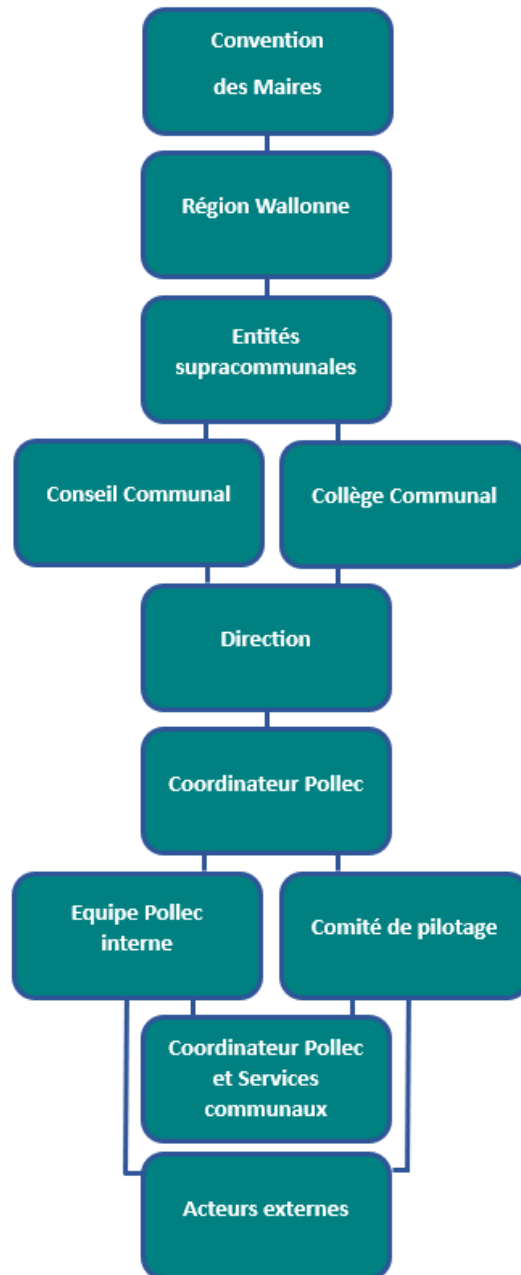 Convention
des Maires
Région Wallonne
Entités
supracommunales
Conseil Communal
Collège Communal
Direction
Coordinateur Pollec
Equipe Pollec
interne
Comité de pilotage
Coordinateur Pollec
et Services
communaux
Acteurs externes